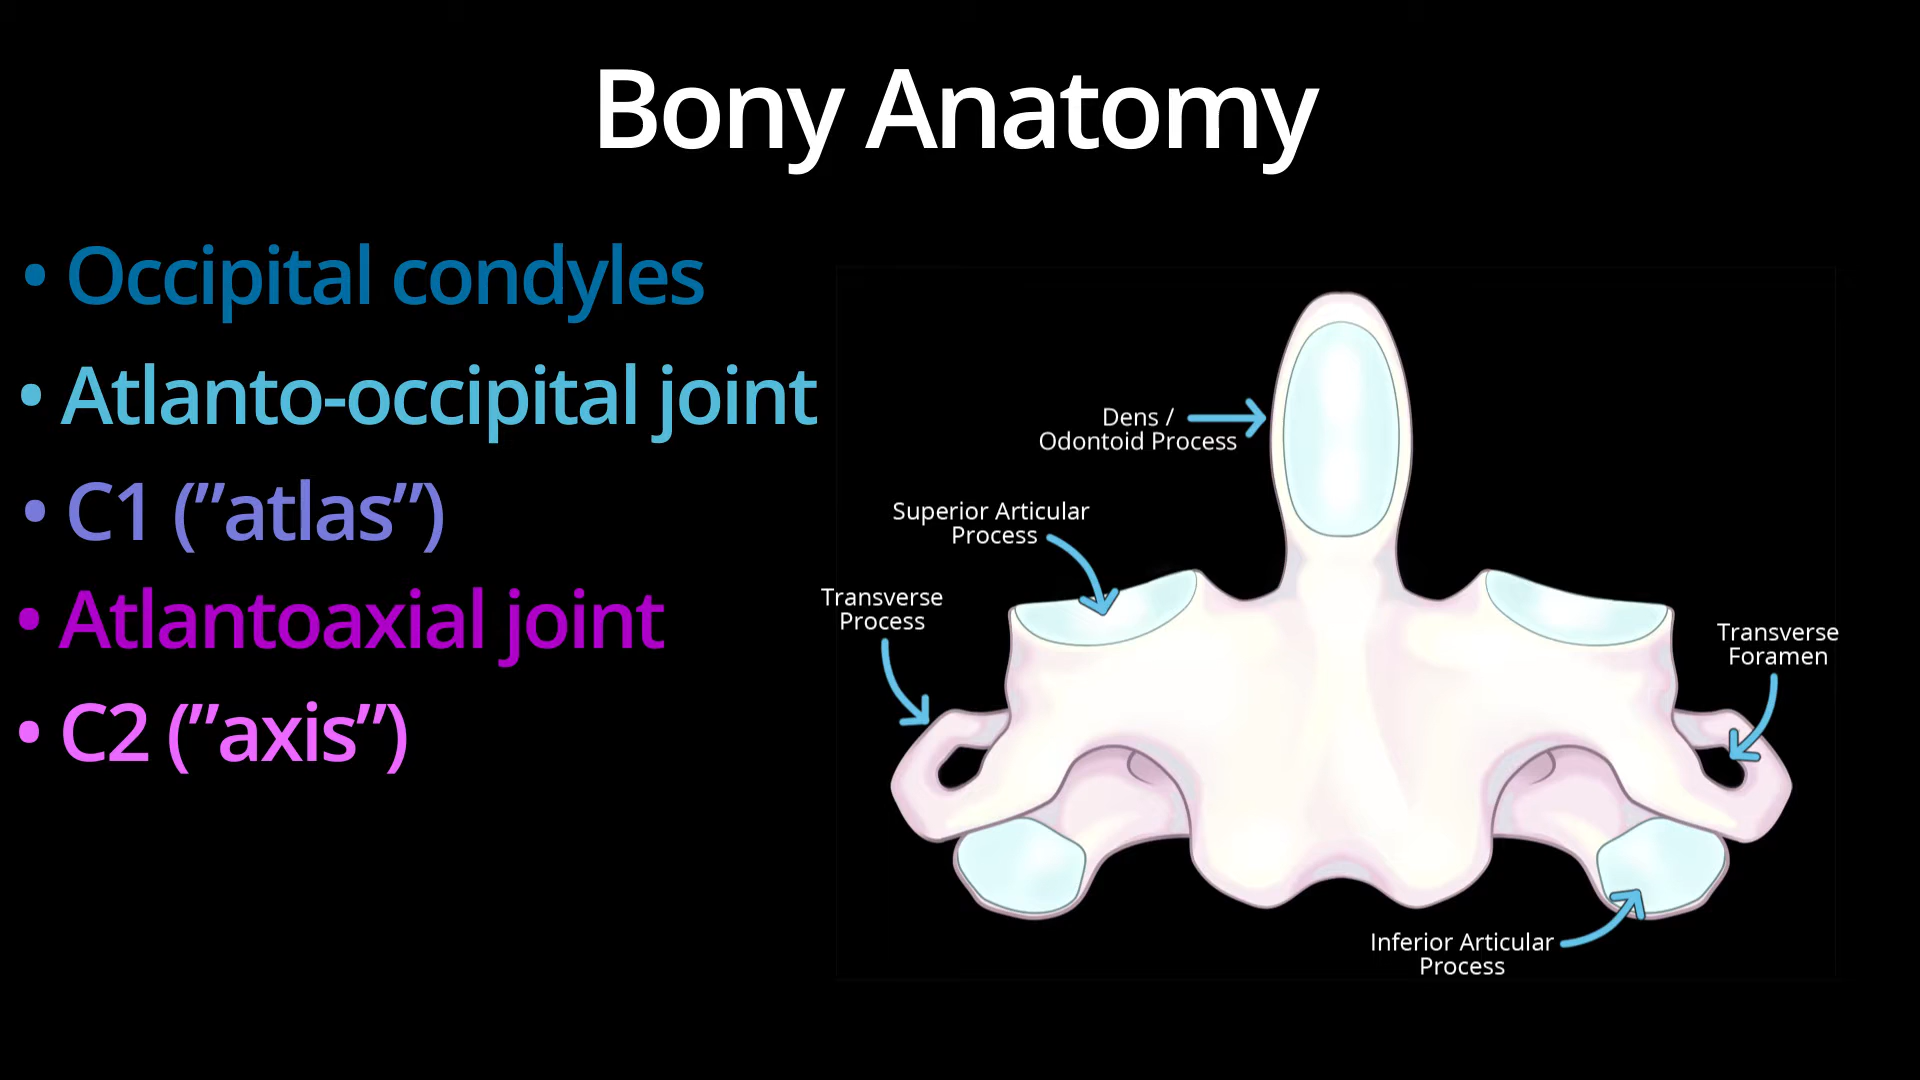 Bony Anatomy
• Occipital condyles
• Atlanto-occipital joint
• C1 (”atlas”)
• Atlantoaxial joint
• C2 (”axis”)
Dens /
Odontoid Process
Superior Articular
Process
Transverse
Process
Transverse
Foramen
Inferior Articular
Process